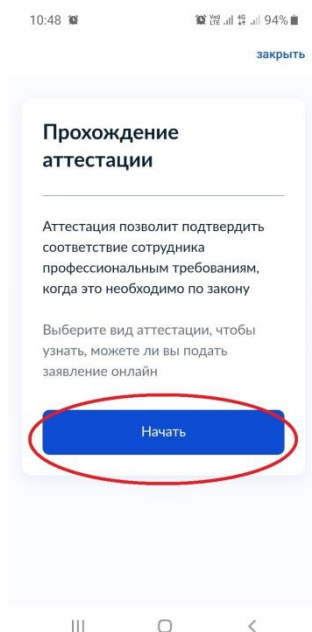 10:48 94%
закрыть
Прохождение
аттестации
Аттестация позволит подтвердить
соответствие сотрудника
профессиональным требованиям,
когда это необходимо по закону
Выберите вид аттестации, чтобы
узнать, можете ли вы подать
заявление онлайн
Начать